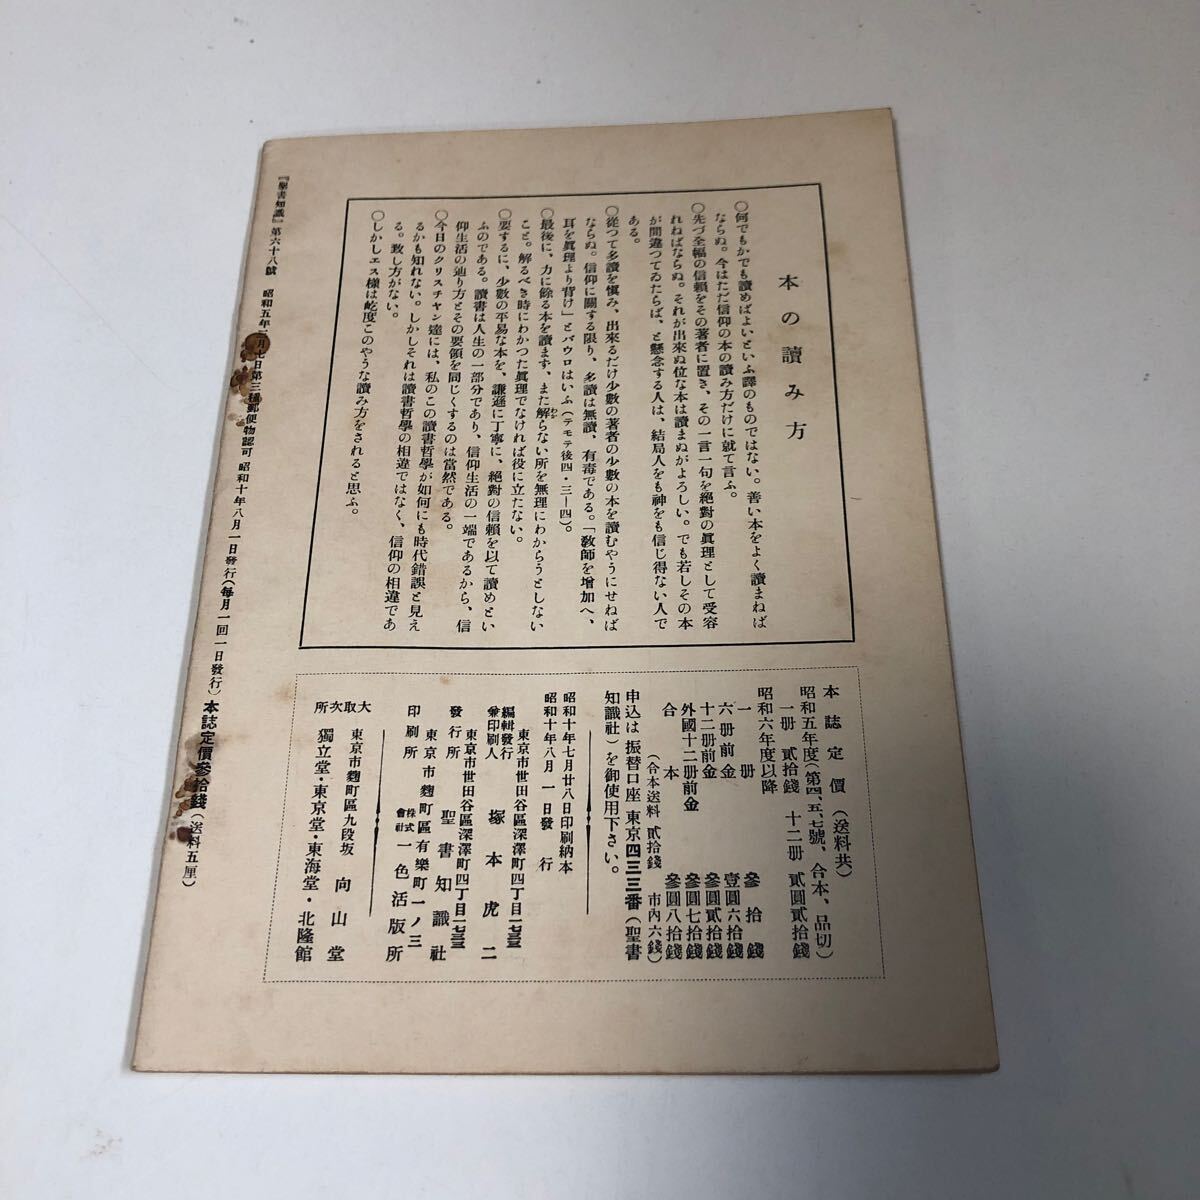 本の讀み方
○何でもかでも讀めばよいといふ譯のものではない。善い本をよく讀まねば
ならぬ。今はただ信仰の本の讀み方だけに就て言ふ。
○先づ全幅の信頼をその著者に置き、その一言一句を絕對の眞理として受容
れねばならぬ。それが出來ぬ位な本は讀まぬがよろしい。でも若しその本
が間違つてゐたらば、と懸念する人は、結局人をも神をも信じ得ない人で
ある。
○從つて多讀を愼み、出來るだけ少數の著者の少數の本を讀むやうにせねば
ならぬ。信仰に關する限り、多讀は無讀、有毒である。「敎師を增加へ、
耳を眞理より背け」とパウロはいふ(テモテ後四・三―四)。
○最後に、力に餘る本を讀まず、また解らない所を無理にわからうとしない
こと。解るべき時にわかつた眞理でなければ役に立たない。
○要するに、少數の平易な本を、謙遜に丁寧に、絕對の信賴を以て讀めとい
ふのである。讀書は人生の一部分であり、信仰生活の一端であるから、信
仰生活の辿り方とその要領を同じくするのは當然である。
○今日のクリスチヤン達には、私のこの讀書哲學が如何にも時代錯誤と見え
るかも知れない。しかしそれは讀書哲學の相違ではなく、信仰の相違であ
る。致し方がない。
○しかしエス樣は屹度このやうな讀み方をされると思ふ。
本誌定價(送料共)
昭和五年度(第四、五、七號、合本、品切)
一册 貳拾錢 十二册 貳圓貳拾錢
昭和六年度以降
一册 參拾錢
六册前金 壹圓六拾錢
十二册前金 參圓貳拾錢
外國十二册前金 參圓七拾錢
合本 參圓八拾錢
(合本送料 貳拾錢 市內六錢)
申込は 振替口座 東京四三三番(聖書
知識社)を御使用下さい。
昭和十年七月廿八日印刷納本
昭和十年八月一日發行
東京市世田谷區深澤町四丁目
編輯發行兼印刷人 塚本虎二
東京市世田谷區深澤町四丁目
發行所 聖書知識社
東京市麴町區有樂町一ノ三
印刷所 株式會社 一色活版所
東京市麴町區九段坂 向山堂
大取次所 獨立堂・東京堂・東海堂・北隆館
『聖書知識』第六十八號 昭和五年 月七日第三種郵便物認可 昭和十年八月一日發行(每月一回一日發行)本誌定價參拾錢(送料五厘)